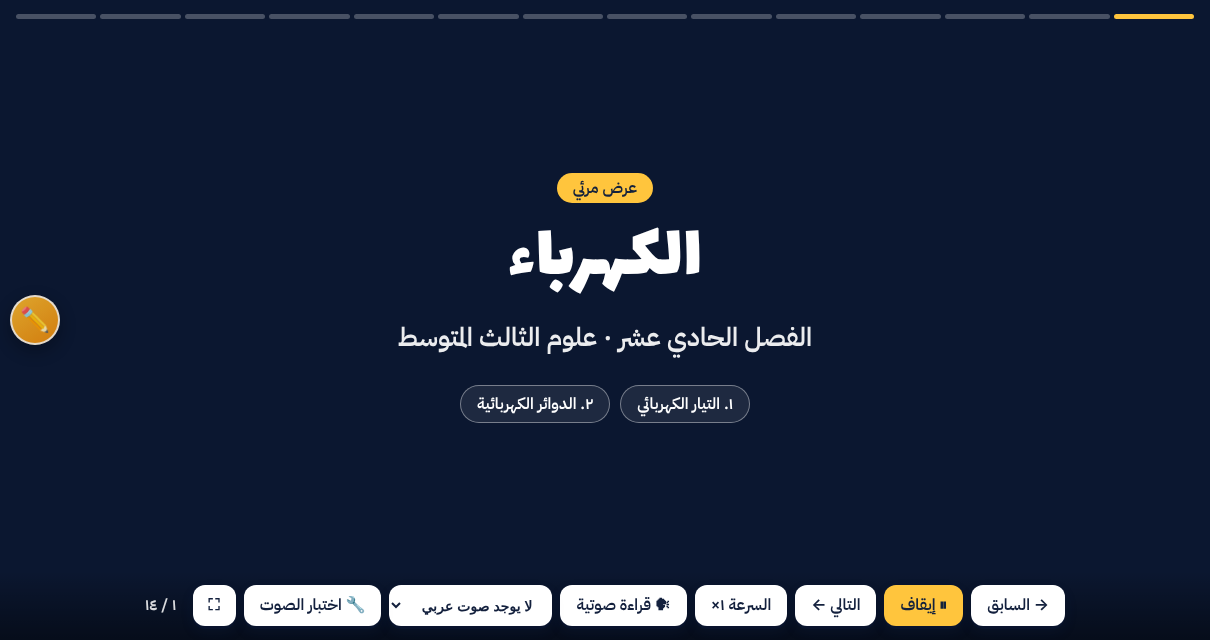 عرض مرئي
الكهرباء
الفصل الحادي عشر · علوم الثالث المتوسط
١. التيار الكهربائي
٢. الدوائر الكهربائية
→ السابق
⏸ إيقاف
التالي ←
السرعة ١×
🗣 قراءة صوتية
لا يوجد صوت عربي
🔧 اختبار الصوت
⛶
١ / ١٤